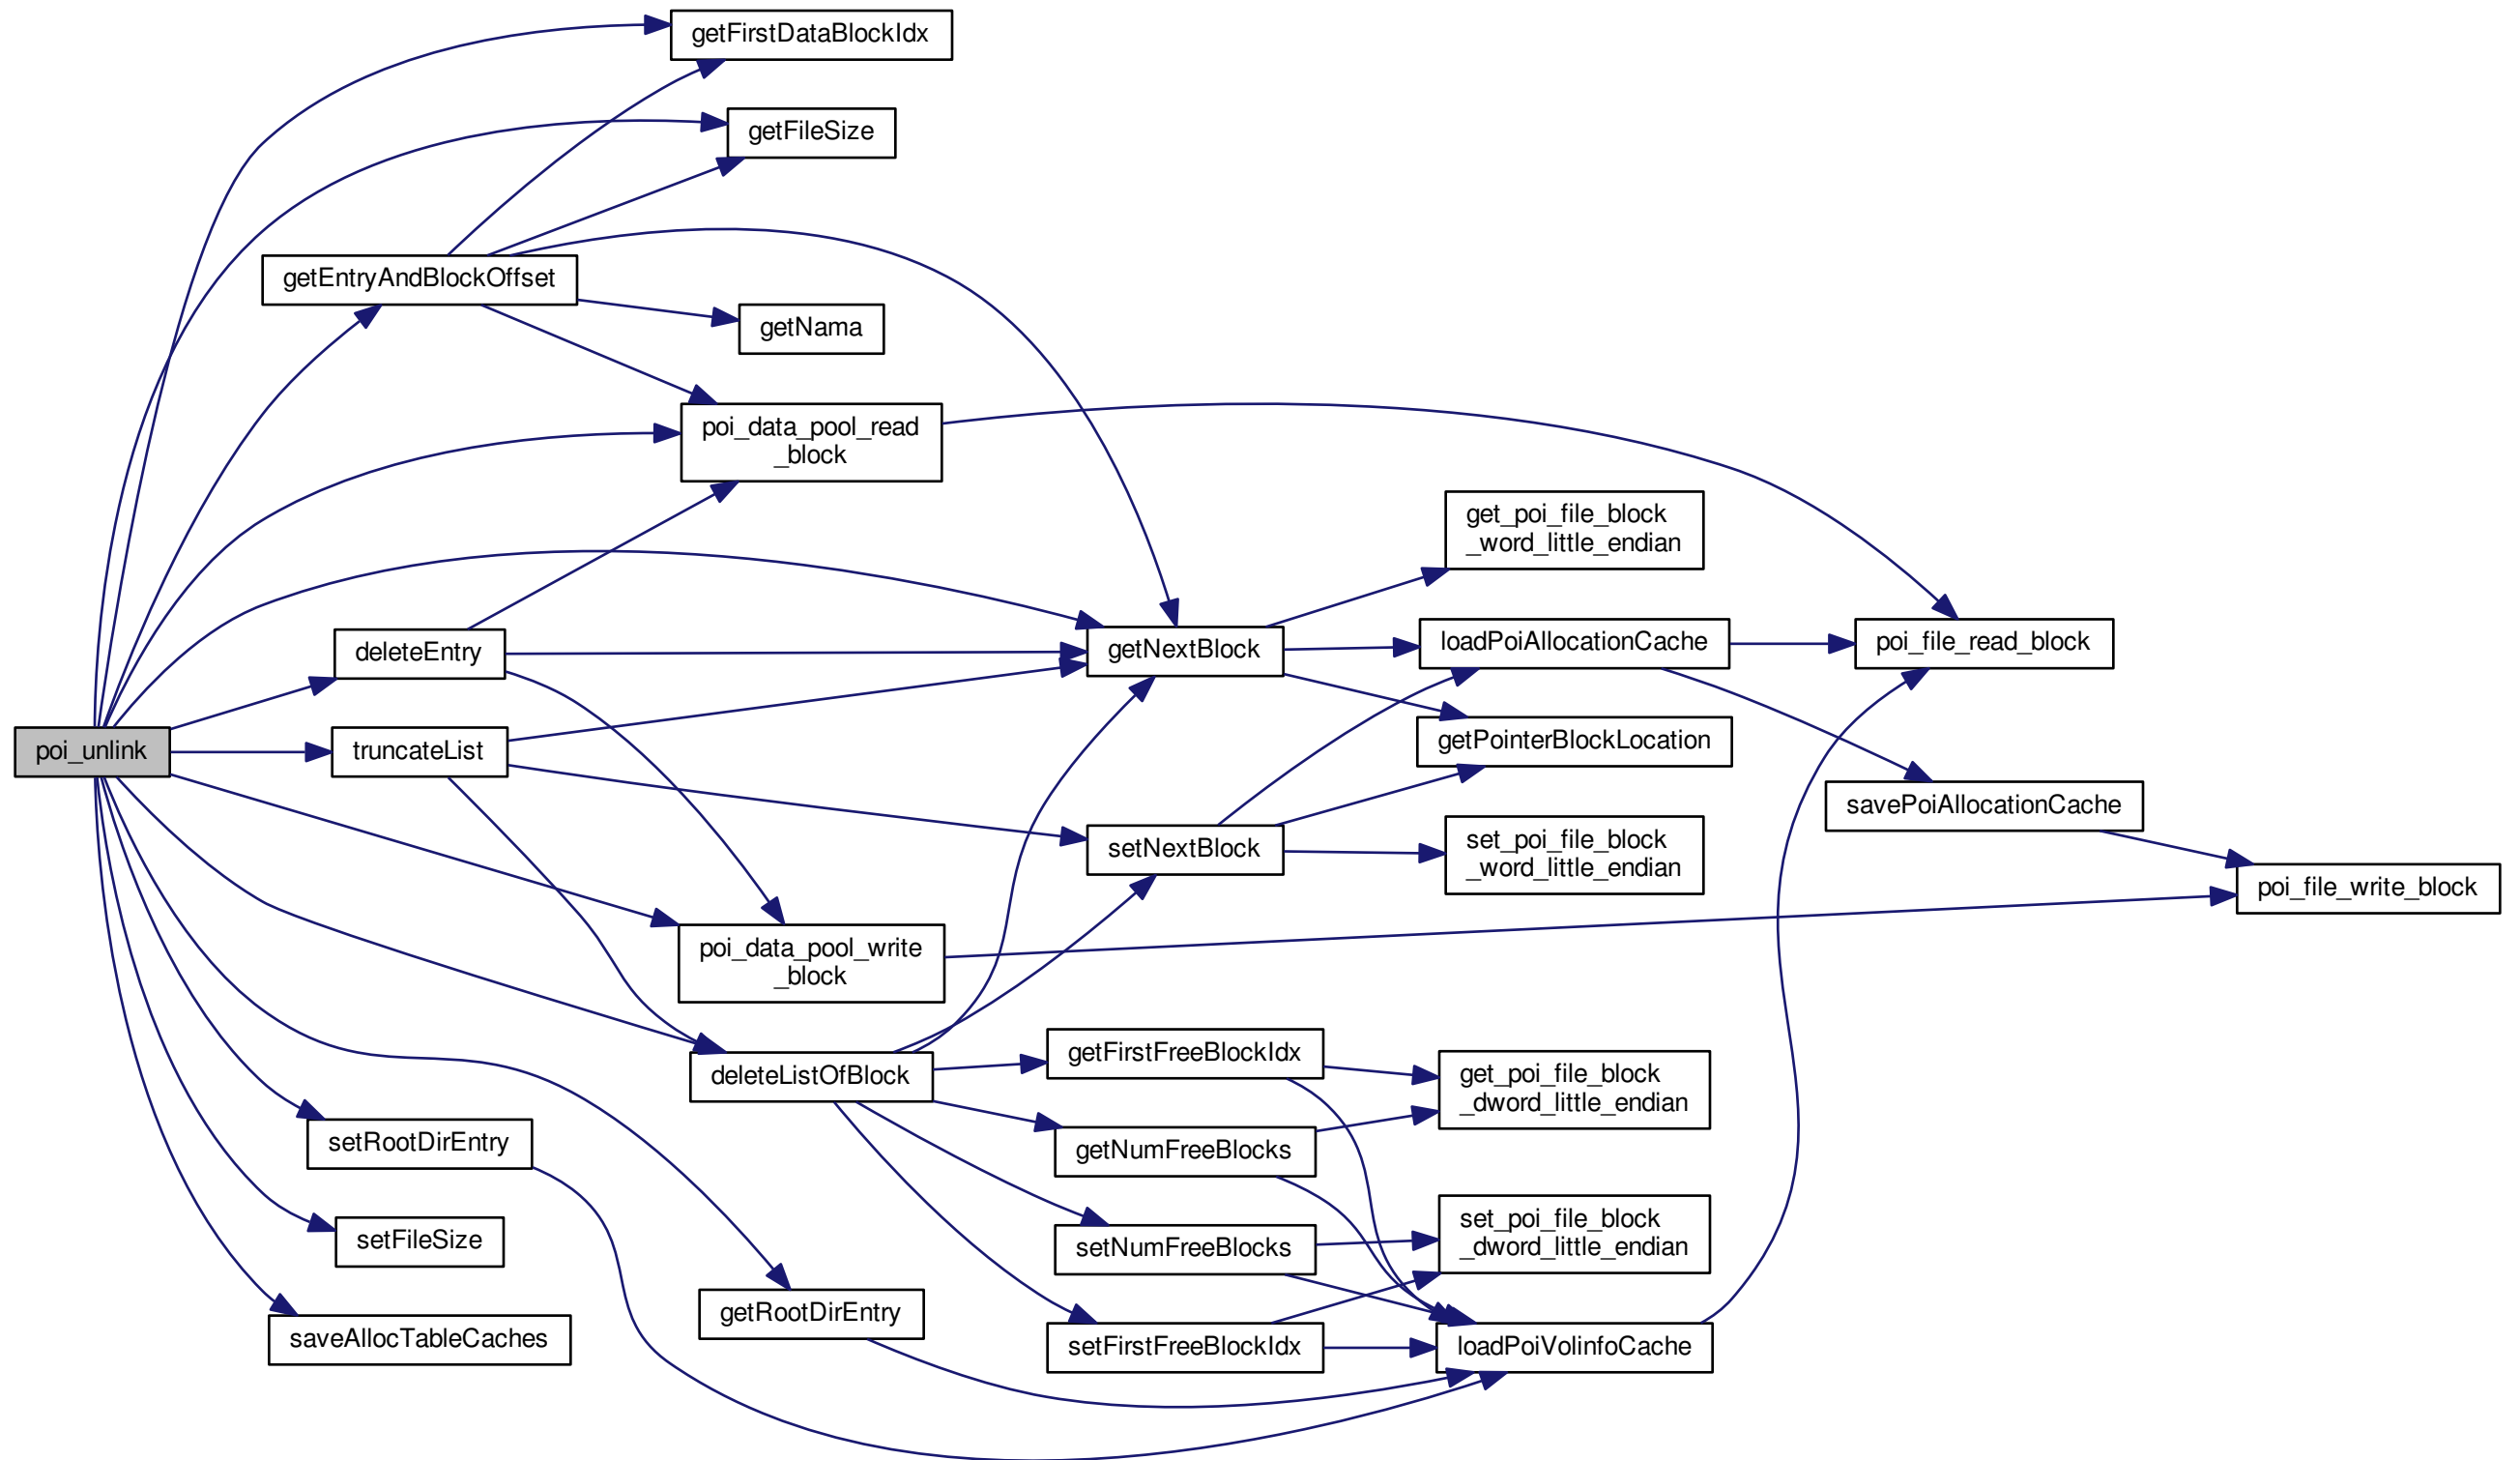 getFirstDataBlockIdx
getFileSize
getEntryAndBlockOffset
getNama
poi_data_pool_read
_block
get_poi_file_block
_word_little_endian
deleteEntry
getNextBlock
loadPoiAllocationCache
poi_file_read_block
poi_unlink
truncateList
getPointerBlockLocation
savePoiAllocationCache
setNextBlock
set_poi_file_block
_word_little_endian
poi_file_write_block
poi_data_pool_write
_block
deleteListOfBlock
getFirstFreeBlockIdx
get_poi_file_block
_dword_little_endian
setRootDirEntry
getNumFreeBlocks
setFileSize
setNumFreeBlocks
set_poi_file_block
_dword_little_endian
saveAllocTableCaches
getRootDirEntry
setFirstFreeBlockIdx
loadPoiVolinfoCache